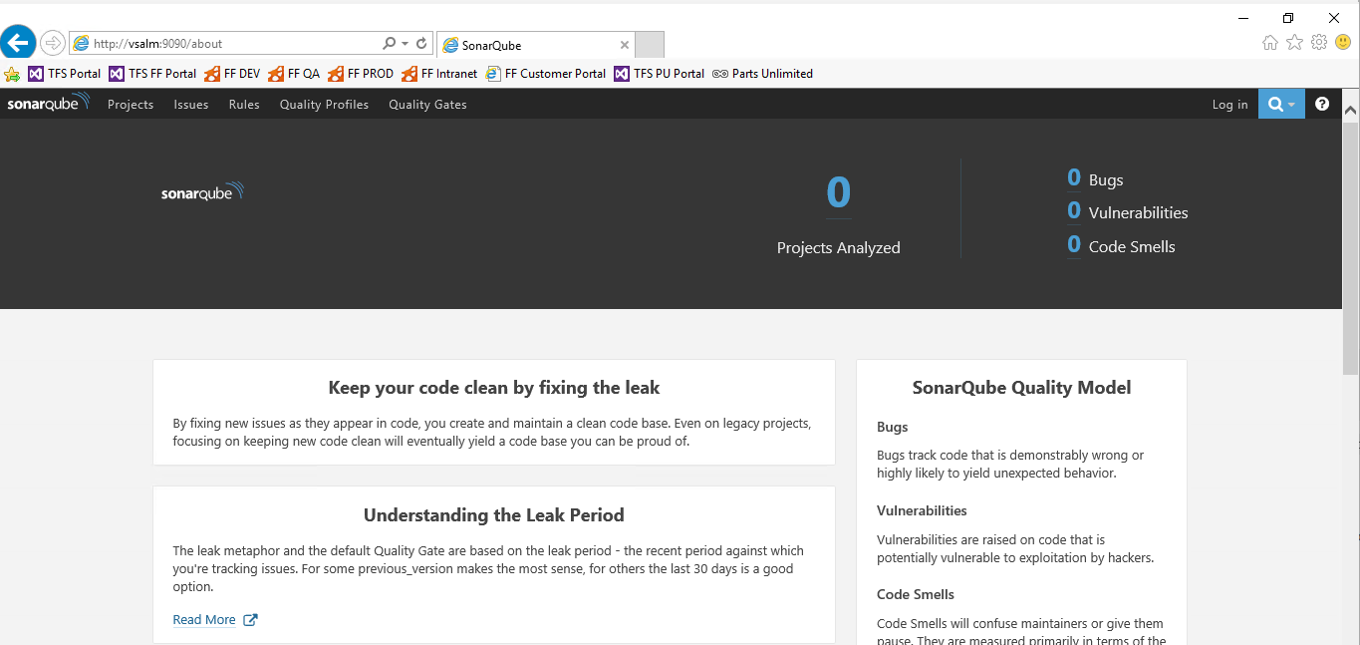 http://vsalm:9090/about
SonarQube
TFS Portal TFS FF Portal FF DEV FF QA FF PROD FF Intranet FF Customer Portal TFS PU Portal Parts Unlimited
sonarqube Projects Issues Rules Quality Profiles Quality Gates Log in
sonarqube
0
Projects Analyzed
0 Bugs
0 Vulnerabilities
0 Code Smells
Keep your code clean by fixing the leak
By fixing new issues as they appear in code, you create and maintain a clean code base. Even on legacy projects,
focusing on keeping new code clean will eventually yield a code base you can be proud of.
Understanding the Leak Period
The leak metaphor and the default Quality Gate are based on the leak period - the recent period against which
you're tracking issues. For some previous_version makes the most sense, for others the last 30 days is a good
option.
Read More
SonarQube Quality Model
Bugs
Bugs track code that is demonstrably wrong or
highly likely to yield unexpected behavior.
Vulnerabilities
Vulnerabilities are raised on code that is
potentially vulnerable to exploitation by hackers.
Code Smells
Code Smells will confuse maintainers or give them
pause. They are measured primarily in terms of the